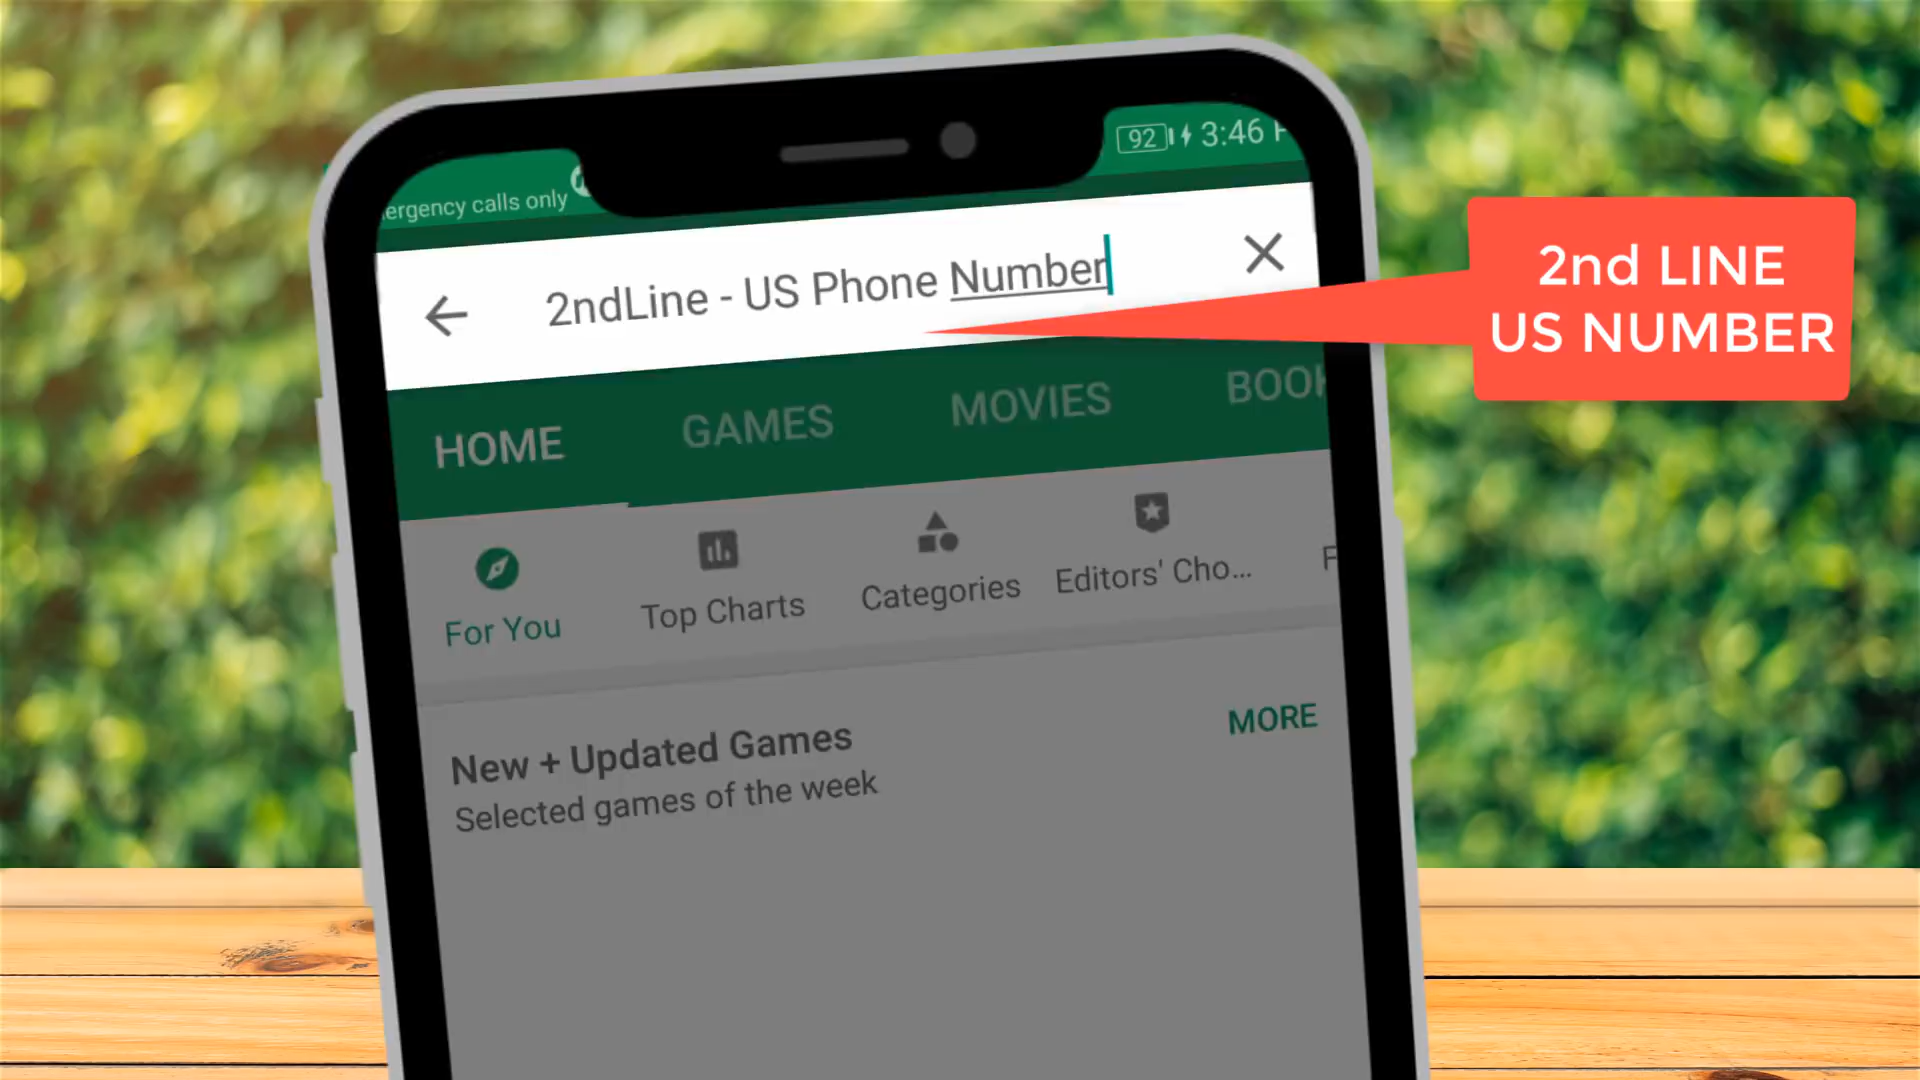 ergency calls only
92
3:46
2ndLine - US Phone Number
2nd LINE
US NUMBER
HOME
GAMES
MOVIES
BOOK
For You
Top Charts
Categories
Editors' Cho...
F
New + Updated Games
MORE
Selected games of the week